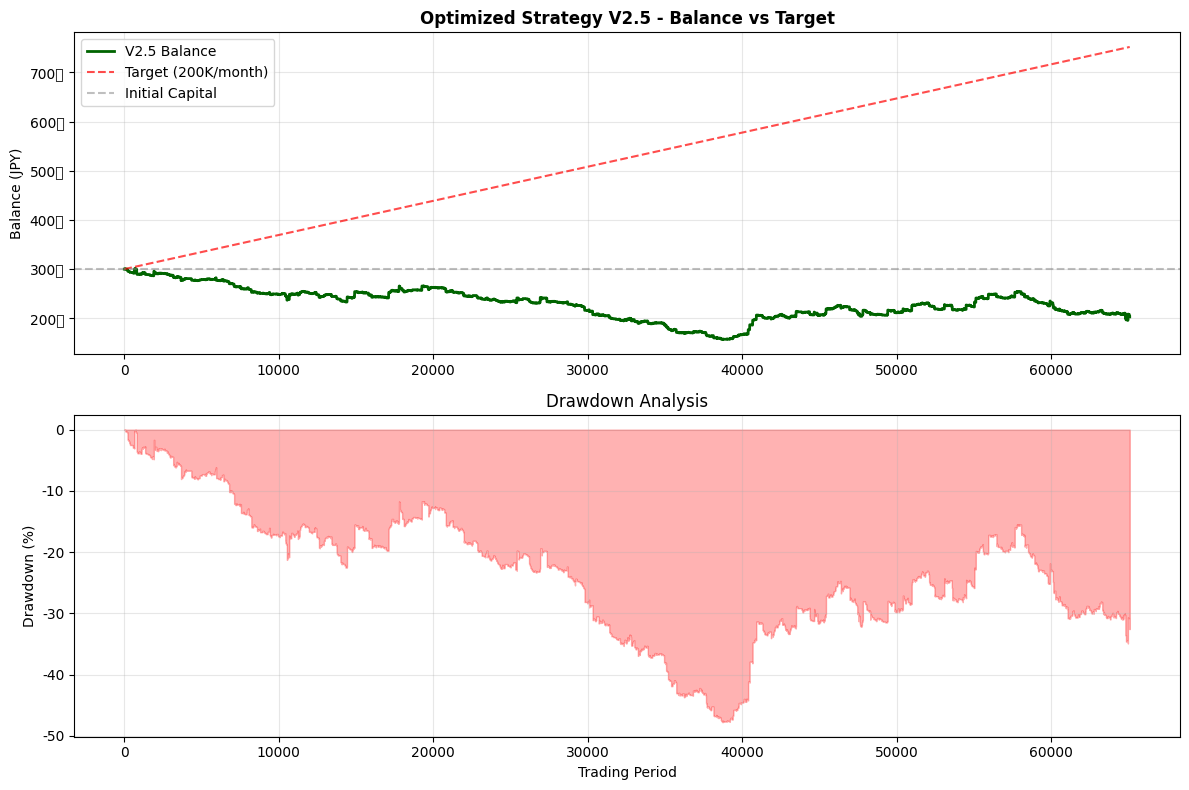 Optimized Strategy V2.5 - Balance vs Target
V2.5 Balance
Target (200K/month)
Initial Capital
Balance (JPY)
700
600
500
400
300
200
0 10000 20000 30000 40000 50000 60000
Drawdown Analysis
Drawdown (%)
0
-10
-20
-30
-40
-50
0 10000 20000 30000 40000 50000 60000
Trading Period